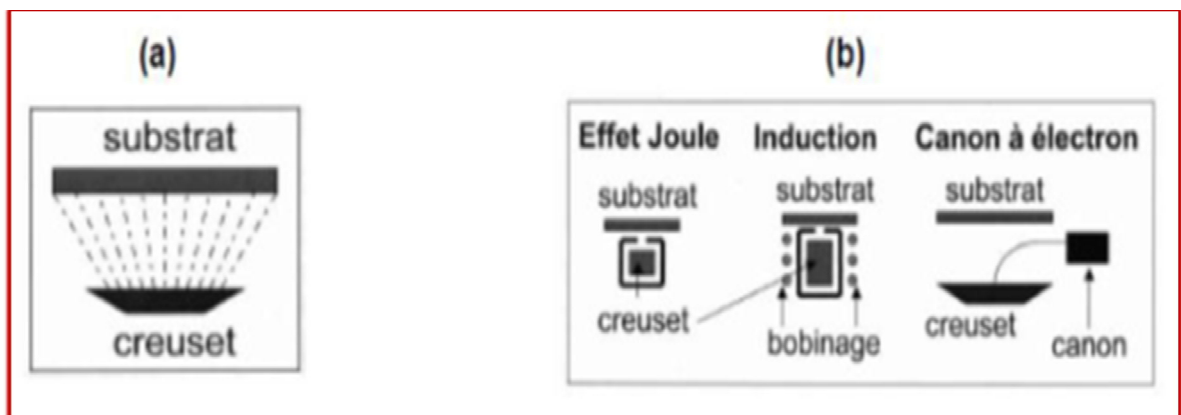 (a)
substrat
creuset
(b)
Effet Joule Induction Canon à électron
substrat substrat substrat
creuset bobinage creuset canon